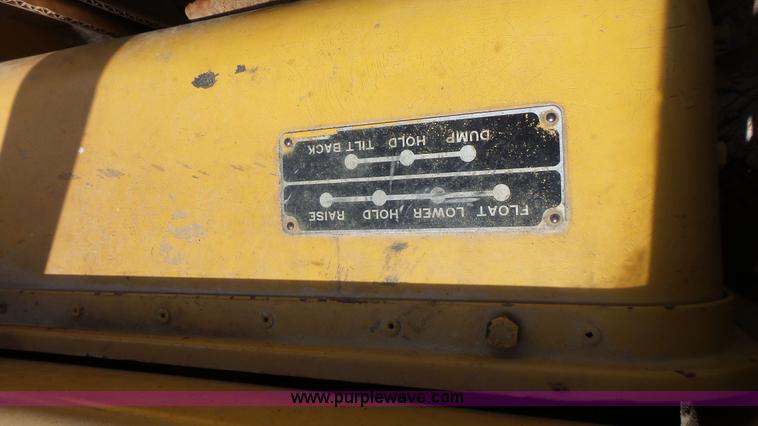 FLOAT LOWER HOLD RAISE
DUMP HOLD TILT BACK
www.purplewave.com